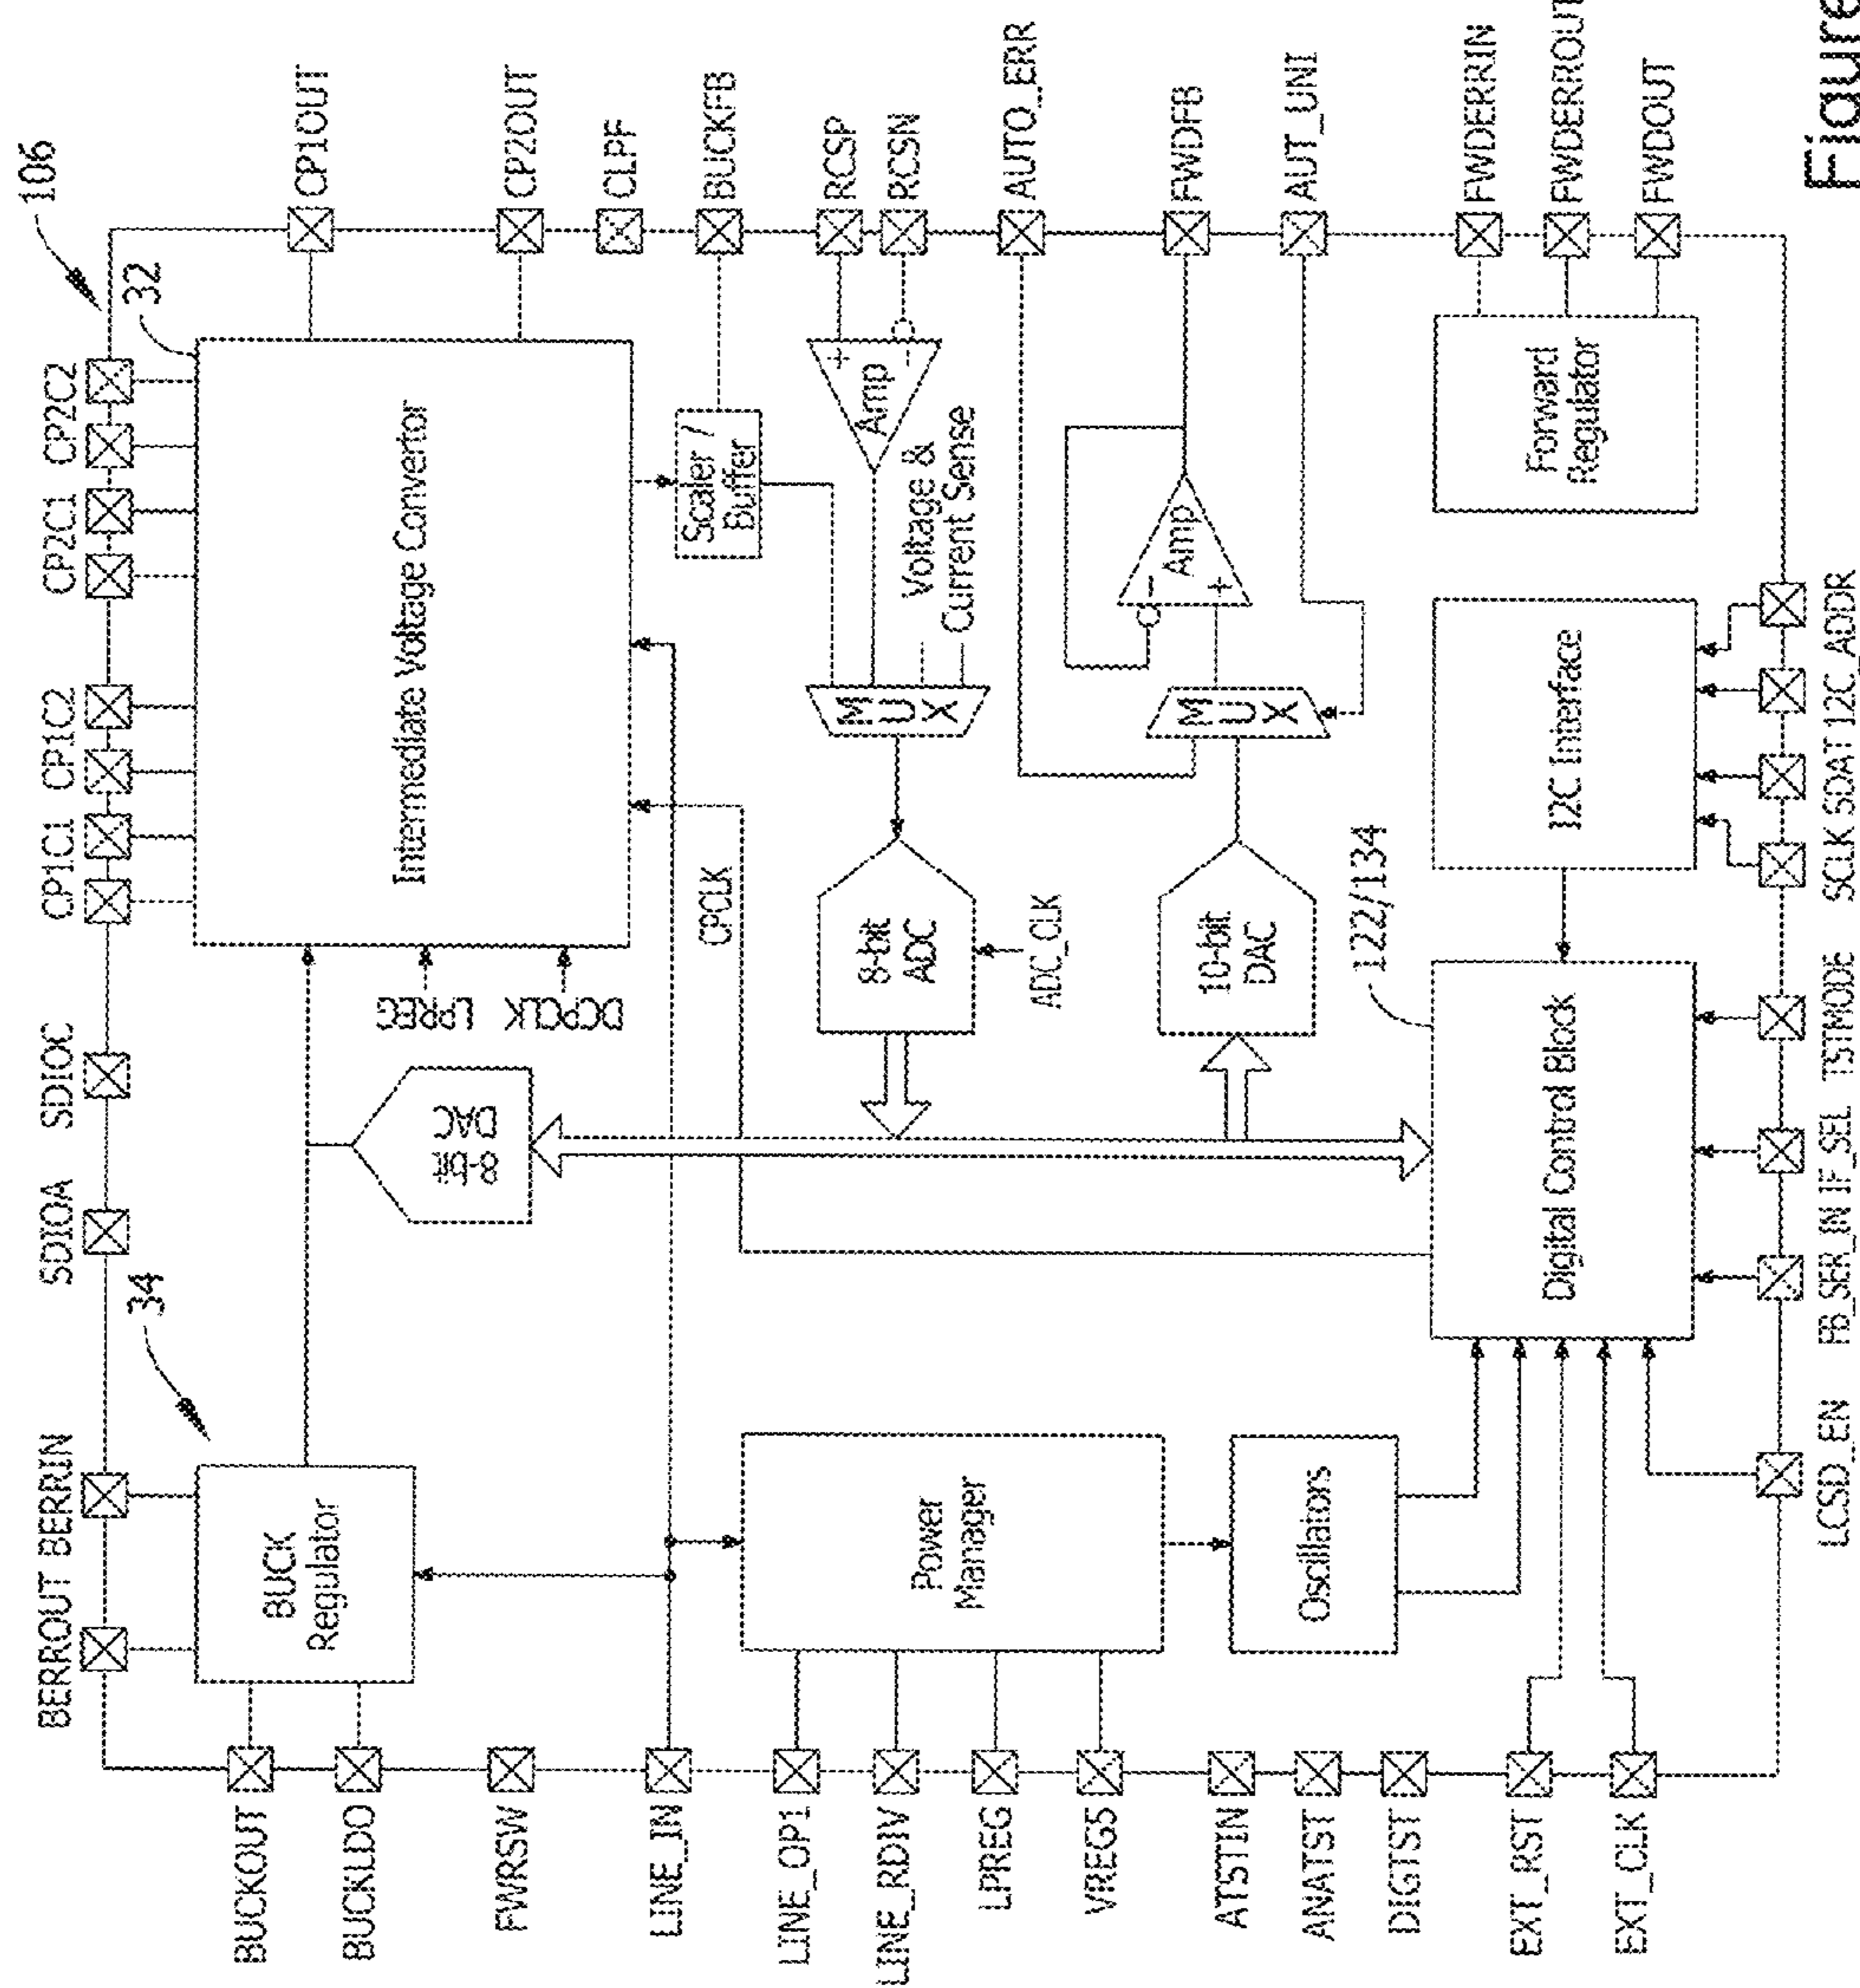 106
32
34
122/134
BERROUT BERRIN
SDIOA
SDIOC
CP1C1
CP1C2
CP2C1
CP2C2
BUCKOUT
BUCKLDO
FWRSW
LINE_IN
LINE_OP1
LINE_RDIV
LPREG
VREG5
ATSTIN
ANATST
DIGTST
EXT_RST
EXT_CLK
BUCK
Regulator
8-bit
DAC
LPREG
DCPCLK
Intermediate Voltage Convertor
CPCLK
Scaler /
Buffer
+
-
Amp
Voltage &
Current Sense
MUX
8-bit
ADC
ADC_CLK
10-bit
DAC
MUX
-
+
Amp
Power
Manager
Oscillators
Digital Control Block
I2C Interface
Forward
Regulator
CP1OUT
CP2OUT
CLPF
BUCKFB
RCSP
RCSN
AUTO_ERR
FWDFB
AUT_UNI
FWDERRIN
FWDERROUT
FWDOUT
LCSD_EN
FB_SER_IN
IF_SEL
TSTMODE
SCLK
SDAT
I2C_ADDR
Figure